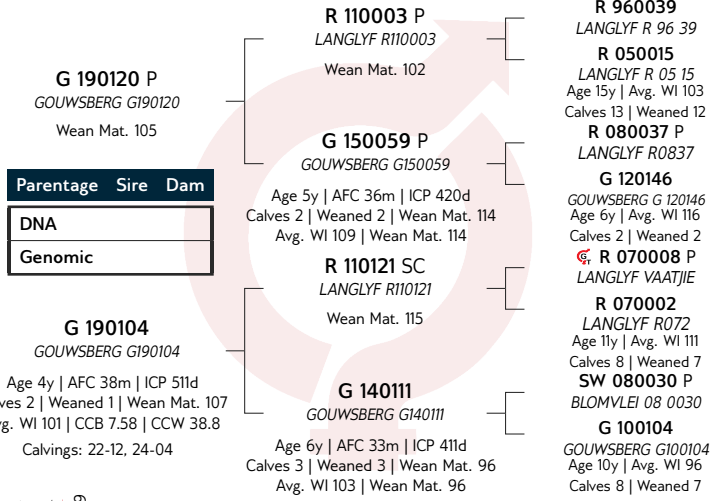 G 190120 P
GOUWSBERG G190120
Wean Mat. 105
Parentage Sire Dam
DNA
Genomic
G 190104
GOUWSBERG G190104
Age 4y | AFC 38m | ICP 511d
ves 2 | Weaned 1 | Wean Mat. 107
g. WI 101 | CCB 7.58 | CCW 38.8
Calvings: 22-12, 24-04
R 110003 P
LANGLYF R110003
Wean Mat. 102
G 150059 P
GOUWSBERG G150059
Age 5y | AFC 36m | ICP 420d
Calves 2 | Weaned 2 | Wean Mat. 114
Avg. WI 109 | Wean Mat. 114
R 110121 SC
LANGLYF R110121
Wean Mat. 115
G 140111
GOUWSBERG G140111
Age 6y | AFC 33m | ICP 411d
Calves 3 | Weaned 3 | Wean Mat. 96
Avg. WI 103 | Wean Mat. 96
R 960039
LANGLYF R 96 39
R 050015
LANGLYF R 05 15
Age 15y | Avg. WI 103
Calves 13 | Weaned 12
R 080037 P
LANGLYF R0837
G 120146
GOUWSBERG G 120146
Age 6y | Avg. WI 116
Calves 2 | Weaned 2
R 070008 P
LANGLYF VAATJIE
R 070002
LANGLYF R072
Age 11y | Avg. WI 111
Calves 8 | Weaned 7
SW 080030 P
BLOMVLEI 08 0030
G 100104
GOUWSBERG G100104
Age 10y | Avg. WI 96
Calves 8 | Weaned 7